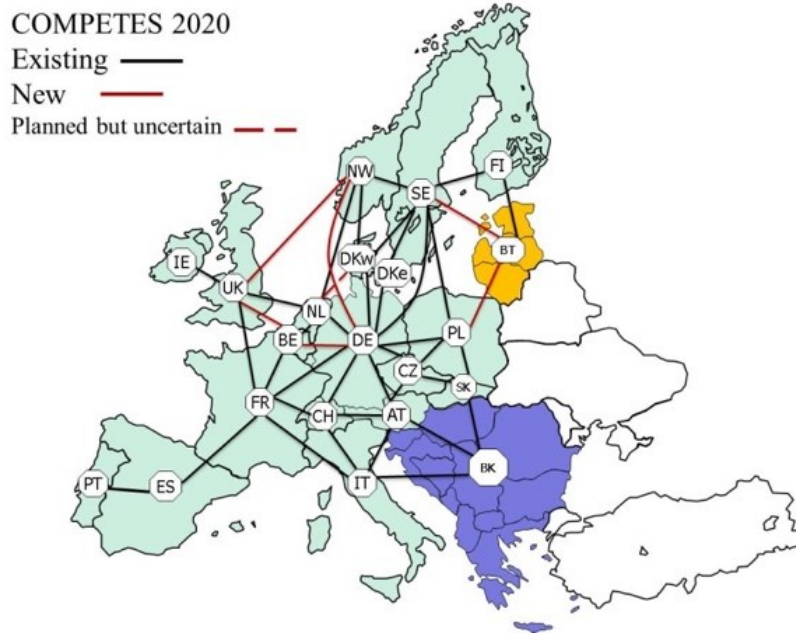 COMPETES 2020
Existing
New
Planned but uncertain
NW
FI
SE
DKw
BT
IE
DKe
UK
NL
BE
DE
PL
CZ
SK
FR
CH
AT
BK
PT
ES
IT